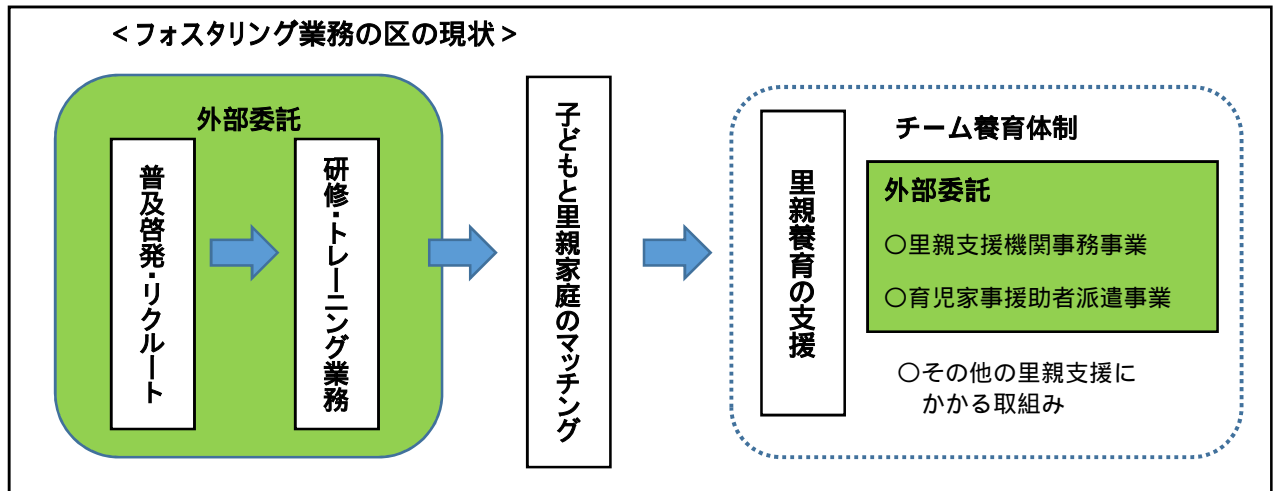 <フォスタリング業務の区の現状>
外部委託
普及啓発・リクルート
研修・トレーニング業務
子どもと里親家庭のマッチング
チーム養育体制
里親養育の支援
外部委託
〇里親支援機関事務事業
〇育児家事援助者派遣事業
〇その他の里親支援に
かかる取組み